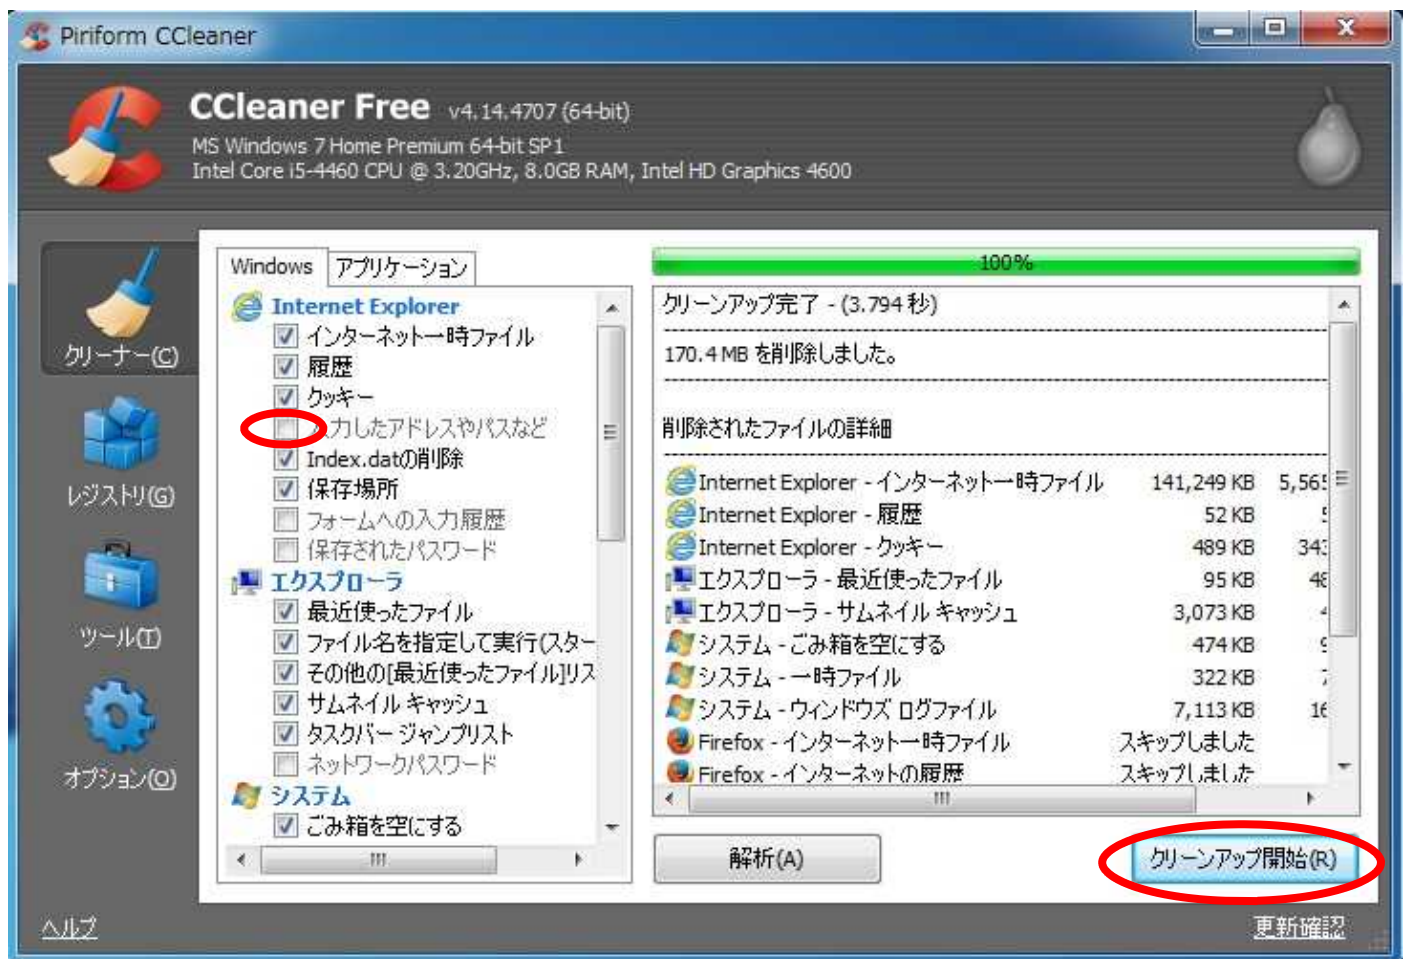 Piriform CCleaner
CCleaner Free v4.14.4707 (64-bit)
MS Windows 7 Home Premium 64-bit SP1
Intel Core i5-4460 CPU @ 3.20GHz, 8.0GB RAM, Intel HD Graphics 4600
クリーナー(C)
レジストリ(G)
ツール(T)
オプション(O)
Windows アプリケーション
Internet Explorer
インターネット一時ファイル
履歴
クッキー
入力したアドレスやパスなど
Index.datの削除
保存場所
フォームへの入力履歴
保存されたパスワード
エクスプローラ
最近使ったファイル
ファイル名を指定して実行(スター
その他の[最近使ったファイル]リス
サムネイル キャッシュ
タスクバー ジャンプリスト
ネットワークパスワード
システム
ごみ箱を空にする
100%
クリーンアップ完了 - (3.794 秒)
170.4 MB を削除しました。
削除されたファイルの詳細
Internet Explorer - インターネット一時ファイル 141,249 KB 5,565
Internet Explorer - 履歴 52 KB
Internet Explorer - クッキー 489 KB 343
エクスプローラ - 最近使ったファイル 95 KB 48
エクスプローラ - サムネイル キャッシュ 3,073 KB
システム - ごみ箱を空にする 474 KB
システム - 一時ファイル 322 KB
システム - ウィンドウズ ログファイル 7,113 KB 16
Firefox - インターネット一時ファイル スキップしました
Firefox - インターネットの履歴 スキップしました
解析(A)
クリーンアップ開始(R)
ヘルプ
更新確認